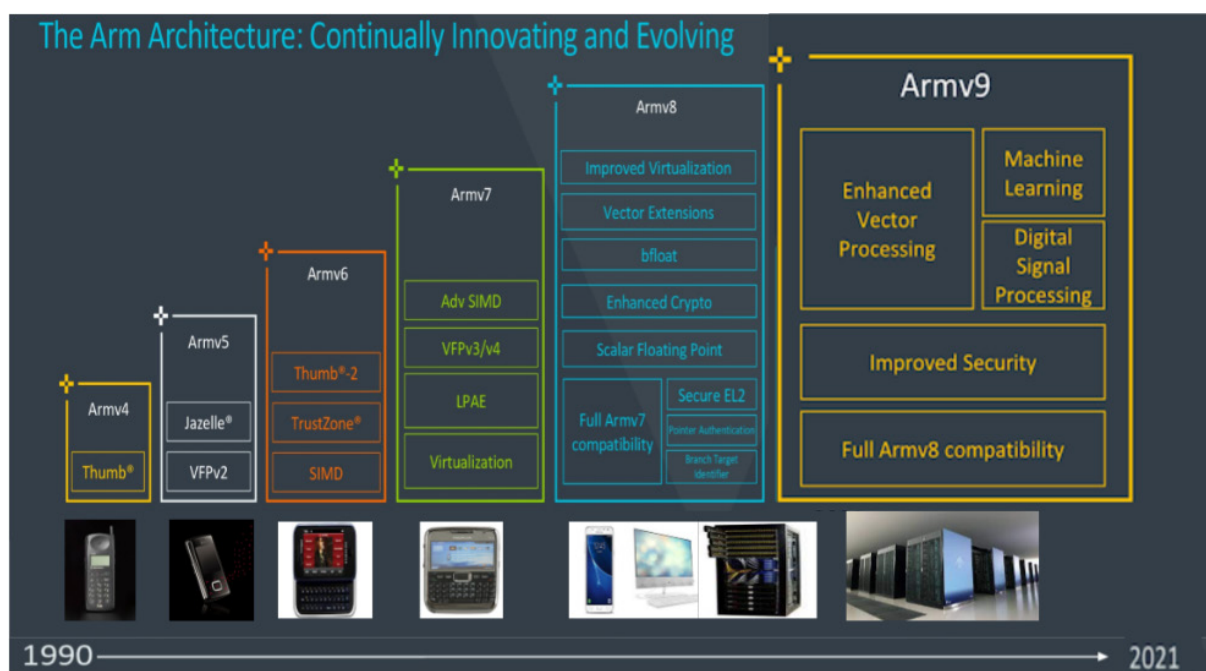 The Arm Architecture: Continually Innovating and Evolving
Armv4
Thumb®
Armv5
Jazelle®
VFPv2
Armv6
Thumb®-2
TrustZone®
SIMD
Armv7
Adv SIMD
VFPv3/v4
LPAE
Virtualization
Armv8
Improved Virtualization
Vector Extensions
bfloat
Enhanced Crypto
Scalar Floating Point
Full Armv7
compatibility
Secure EL2
Pointer Authentication
Branch Target
Identifier
Armv9
Enhanced
Vector
Processing
Machine
Learning
Digital
Signal
Processing
Improved Security
Full Armv8 compatibility
1990
2021